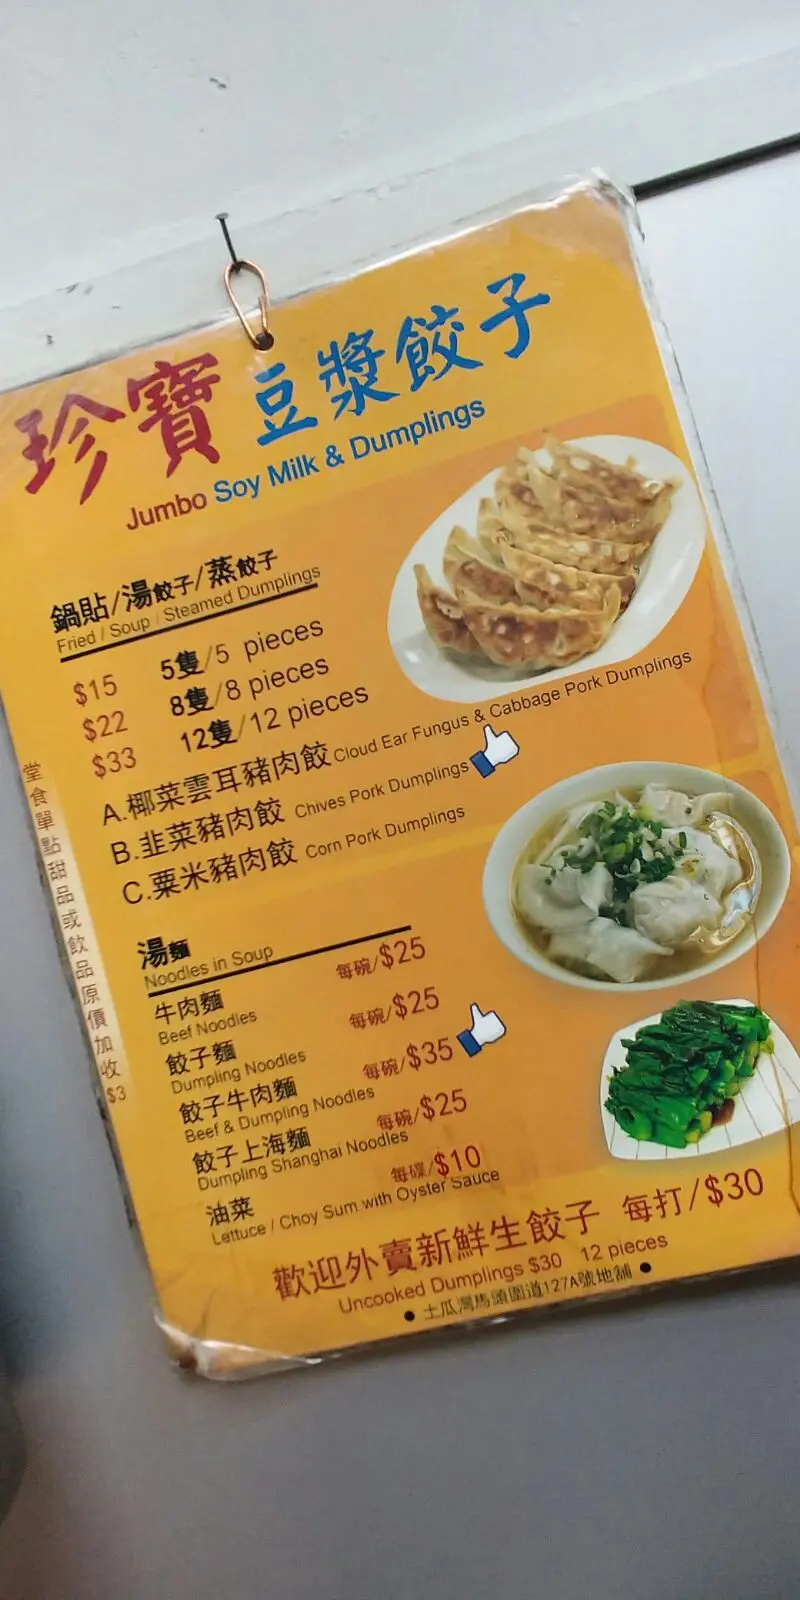 珍寶豆漿餃子
Jumbo Soy Milk & Dumplings
鍋貼/湯餃子/蒸餃子
Fried / Soup / Steamed Dumplings
$15 5隻/5 pieces
$22 8隻/8 pieces
$33 12隻/12 pieces
A.椰菜雲耳豬肉餃 Cloud Ear Fungus & Cabbage Pork Dumplings
B.韭菜豬肉餃 Chives Pork Dumplings
C.粟米豬肉餃 Corn Pork Dumplings
堂食單點甜品或飲品原價加收$3
湯麵
Noodles in Soup
牛肉麵 每碗/$25
Beef Noodles
餃子麵 每碗/$25
Dumpling Noodles
餃子牛肉麵 每碗/$35
Beef & Dumpling Noodles
餃子上海麵 每碗/$25
Dumpling Shanghai Noodles
油菜 每碟/$10
Lettuce / Choy Sum with Oyster Sauce
歡迎外賣新鮮生餃子 每打/$30
Uncooked Dumplings $30 12 pieces
● 土瓜灣馬頭圍道127A號地舖 ●